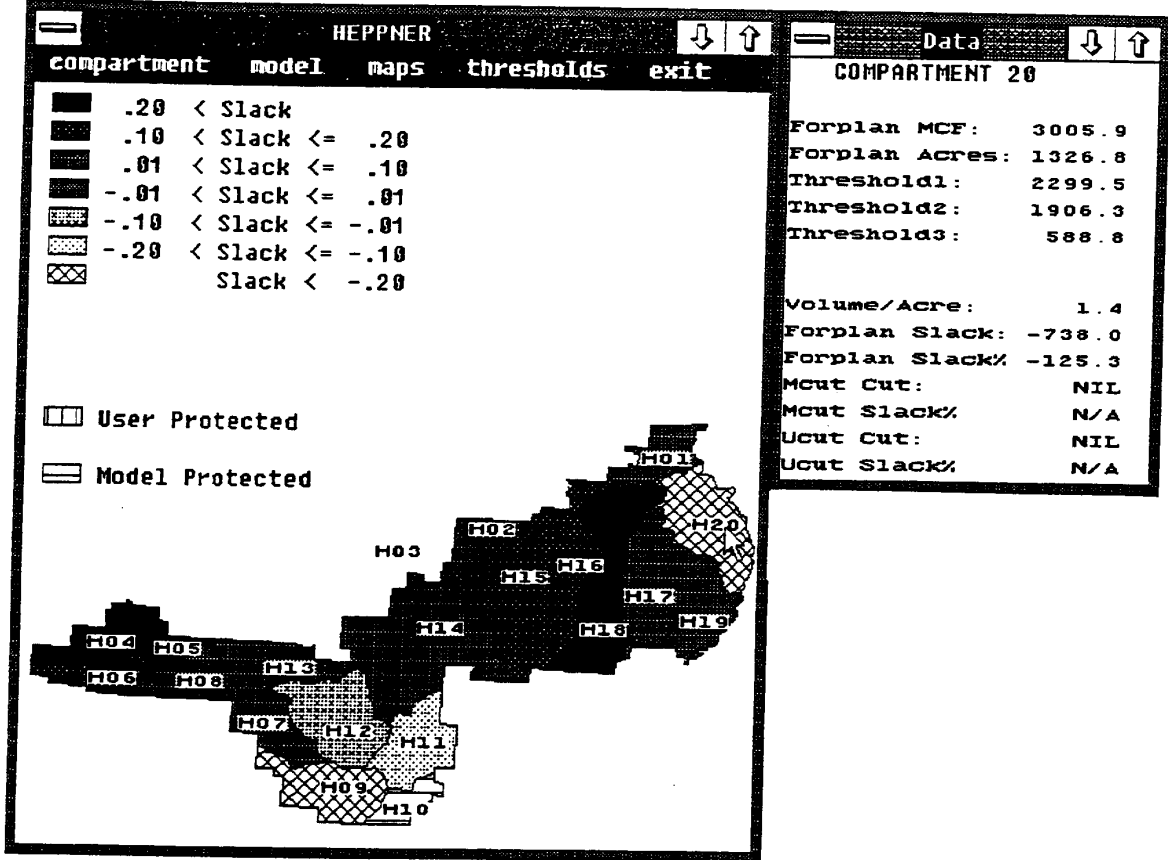 HEPPNER
compartment model maps thresholds exit
.20 < Slack
.10 < Slack <= .20
.01 < Slack <= .10
-.01 < Slack <= .01
-.10 < Slack <= -.01
-.20 < Slack <= -.10
Slack < -.20
User Protected
Model Protected
H01
H20
H02
H03
H16
H15
H17
H19
H14
H18
H04
H05
H13
H06
H08
H07
H12
H11
H09
H10
Data
COMPARTMENT 20
Forplan MCF: 3005.9
Forplan Acres: 1326.8
Threshold1: 2299.5
Threshold2: 1906.3
Threshold3: 588.8
Volume/Acre: 1.4
Forplan Slack: -738.0
Forplan Slack% -125.3
Mcut Cut: NIL
Mcut Slack% N/A
Ucut Cut: NIL
Ucut Slack% N/A